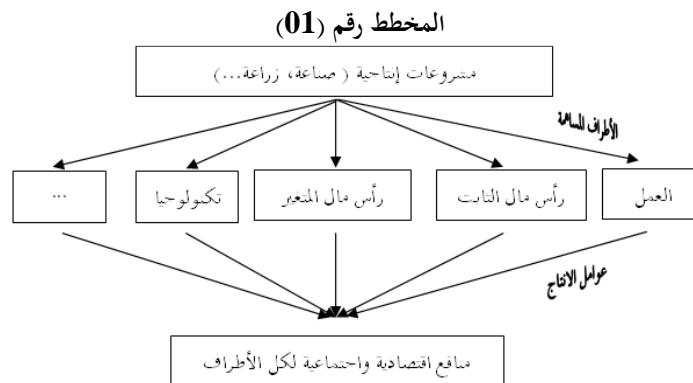 المخطط رقم (01)
مشروعات إنتاجية ( صناعة، زراعة...)
الأطراف المساهمة
العمل
رأس مال الثابت
رأس مال المتغير
تكنولوجيا
...
عوامل الانتاج
منافع اقتصادية واجتماعية لكل الأطراف